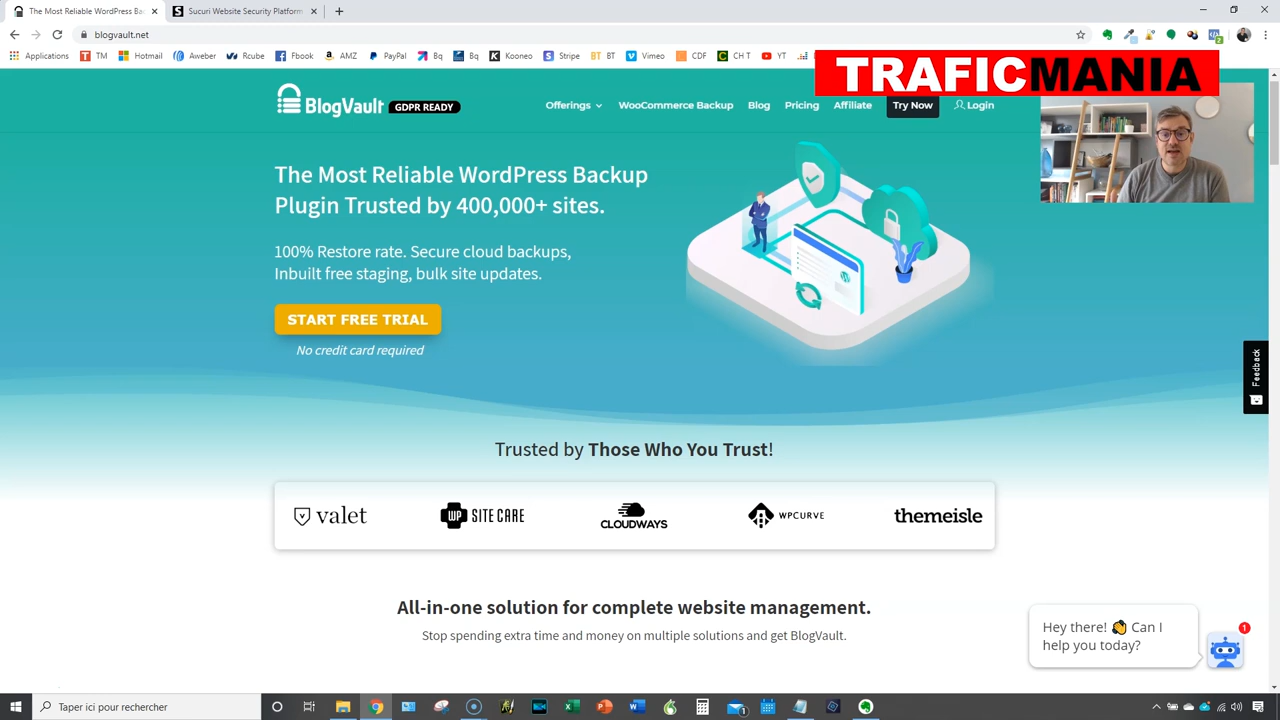 The Most Reliable WordPress Ba
Sucuri Website Security Platform
blogvault.net
Applications
TM
Hotmail
Aweber
Rcube
Fbook
AMZ
PayPal
Bq
Bq
Kooneo
Stripe
BT BT
Vimeo
CDF
CH T
YT
TRAFICMANIA
BlogVault GDPR READY
Offerings
WooCommerce Backup
Blog
Pricing
Affiliate
Try Now
Login
The Most Reliable WordPress Backup
Plugin Trusted by 400,000+ sites.
100% Restore rate. Secure cloud backups,
Inbuilt free staging, bulk site updates.
START FREE TRIAL
No credit card required
Feedback
Trusted by Those Who You Trust!
valet
WP SITE CARE
CLOUDWAYS
WPCURVE
themeisle
All-in-one solution for complete website management.
Stop spending extra time and money on multiple solutions and get BlogVault.
Hey there! 👋 Can I
help you today?
1
Taper ici pour rechercher